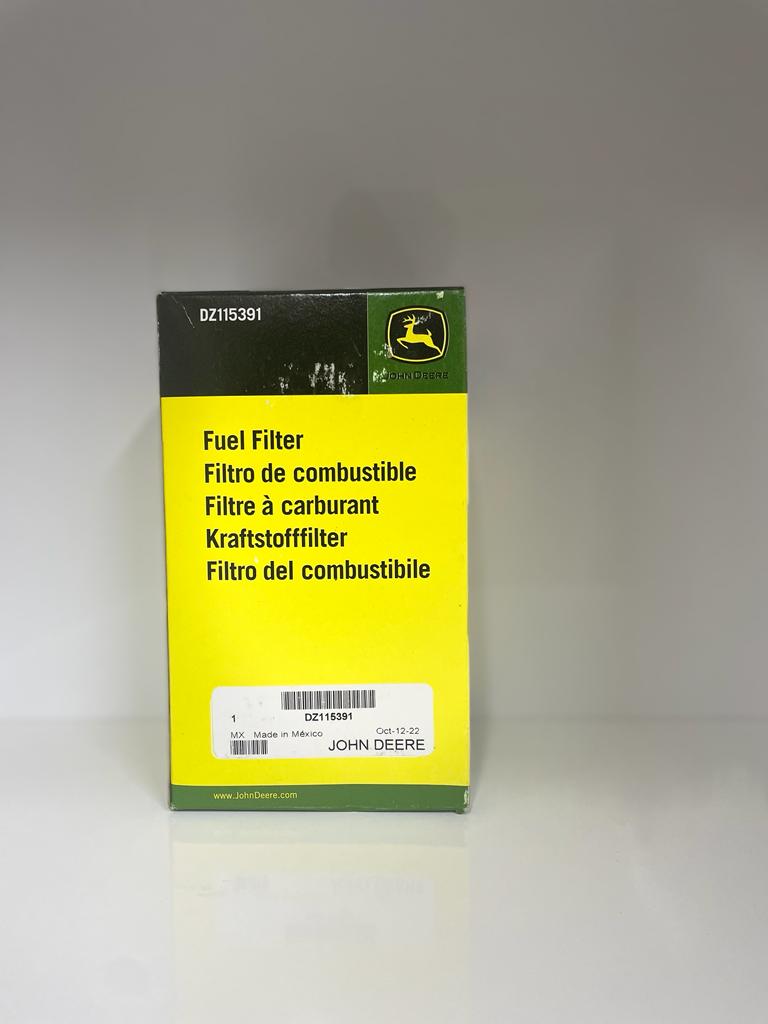 DZ115391
JOHN DEERE
Fuel Filter
Filtro de combustible
Filtre à carburant
Kraftstofffilter
Filtro del combustibile
1
DZ115391
MX Made in México
Oct-12-22
JOHN DEERE
www.JohnDeere.com